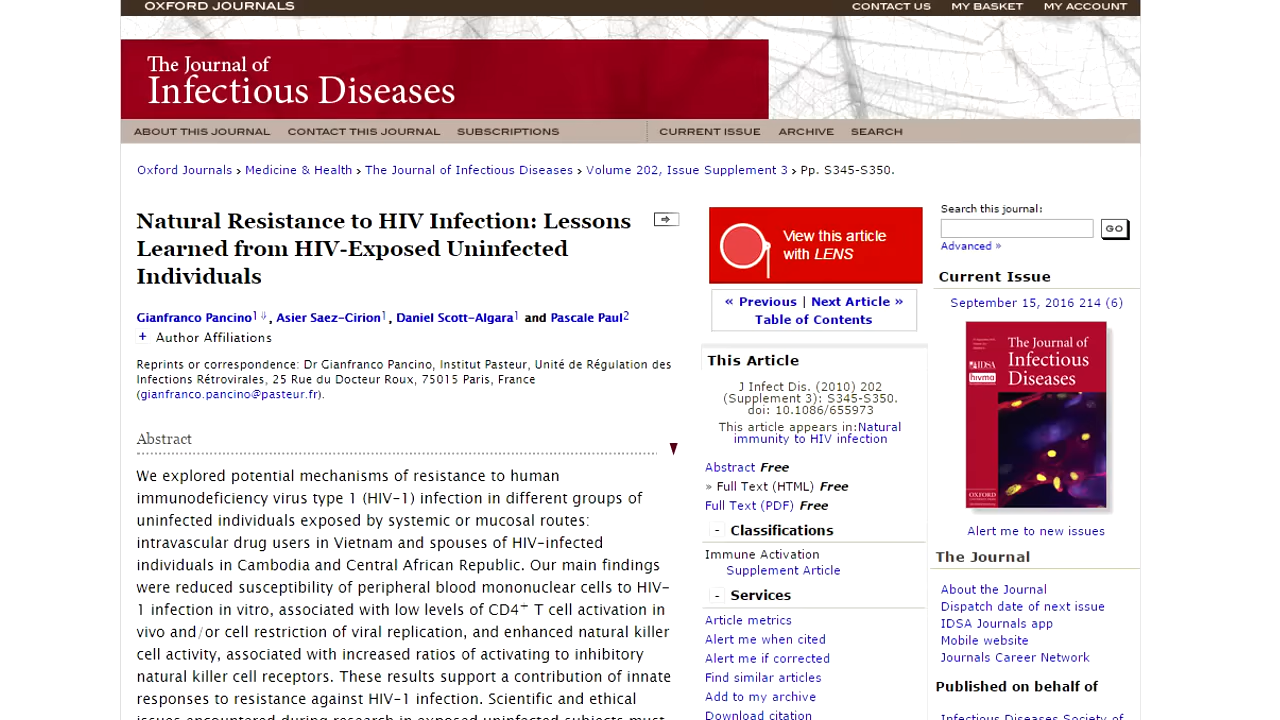 OXFORD JOURNALS
CONTACT US MY BASKET MY ACCOUNT
The Journal of
Infectious Diseases
ABOUT THIS JOURNAL CONTACT THIS JOURNAL SUBSCRIPTIONS CURRENT ISSUE ARCHIVE SEARCH
Oxford Journals › Medicine & Health › The Journal of Infectious Diseases › Volume 202, Issue Supplement 3 › Pp. S345-S350.
Natural Resistance to HIV Infection: Lessons
Learned from HIV-Exposed Uninfected
Individuals
Gianfranco Pancino1⇩, Asier Saez-Cirion1, Daniel Scott-Algara1 and Pascale Paul2
+ Author Affiliations
Reprints or correspondence: Dr Gianfranco Pancino, Institut Pasteur, Unité de Régulation des
Infections Rétrovirales, 25 Rue du Docteur Roux, 75015 Paris, France
(gianfranco.pancino@pasteur.fr).
Abstract
We explored potential mechanisms of resistance to human
immunodeficiency virus type 1 (HIV-1) infection in different groups of
uninfected individuals exposed by systemic or mucosal routes:
intravascular drug users in Vietnam and spouses of HIV-infected
individuals in Cambodia and Central African Republic. Our main findings
were reduced susceptibility of peripheral blood mononuclear cells to HIV-
1 infection in vitro, associated with low levels of CD4+ T cell activation in
vivo and/or cell restriction of viral replication, and enhanced natural killer
cell activity, associated with increased ratios of activating to inhibitory
natural killer cell receptors. These results support a contribution of innate
responses to resistance against HIV-1 infection. Scientific and ethical
issues encountered during research in exposed uninfected subjects must
View this article
with LENS
« Previous | Next Article »
Table of Contents
This Article
J Infect Dis. (2010) 202
(Supplement 3): S345-S350.
doi: 10.1086/655973
This article appears in:Natural
immunity to HIV infection
Abstract Free
» Full Text (HTML) Free
Full Text (PDF) Free
- Classifications
Immune Activation
Supplement Article
- Services
Article metrics
Alert me when cited
Alert me if corrected
Find similar articles
Add to my archive
Download citation
Search this journal:
GO
Advanced »
Current Issue
September 15, 2016 214 (6)
The Journal of
Infectious
Diseases
IDSA
hivma
OXFORD
Alert me to new issues
The Journal
About the Journal
Dispatch date of next issue
IDSA Journals app
Mobile website
Journals Career Network
Published on behalf of
Infectious Diseases Society of